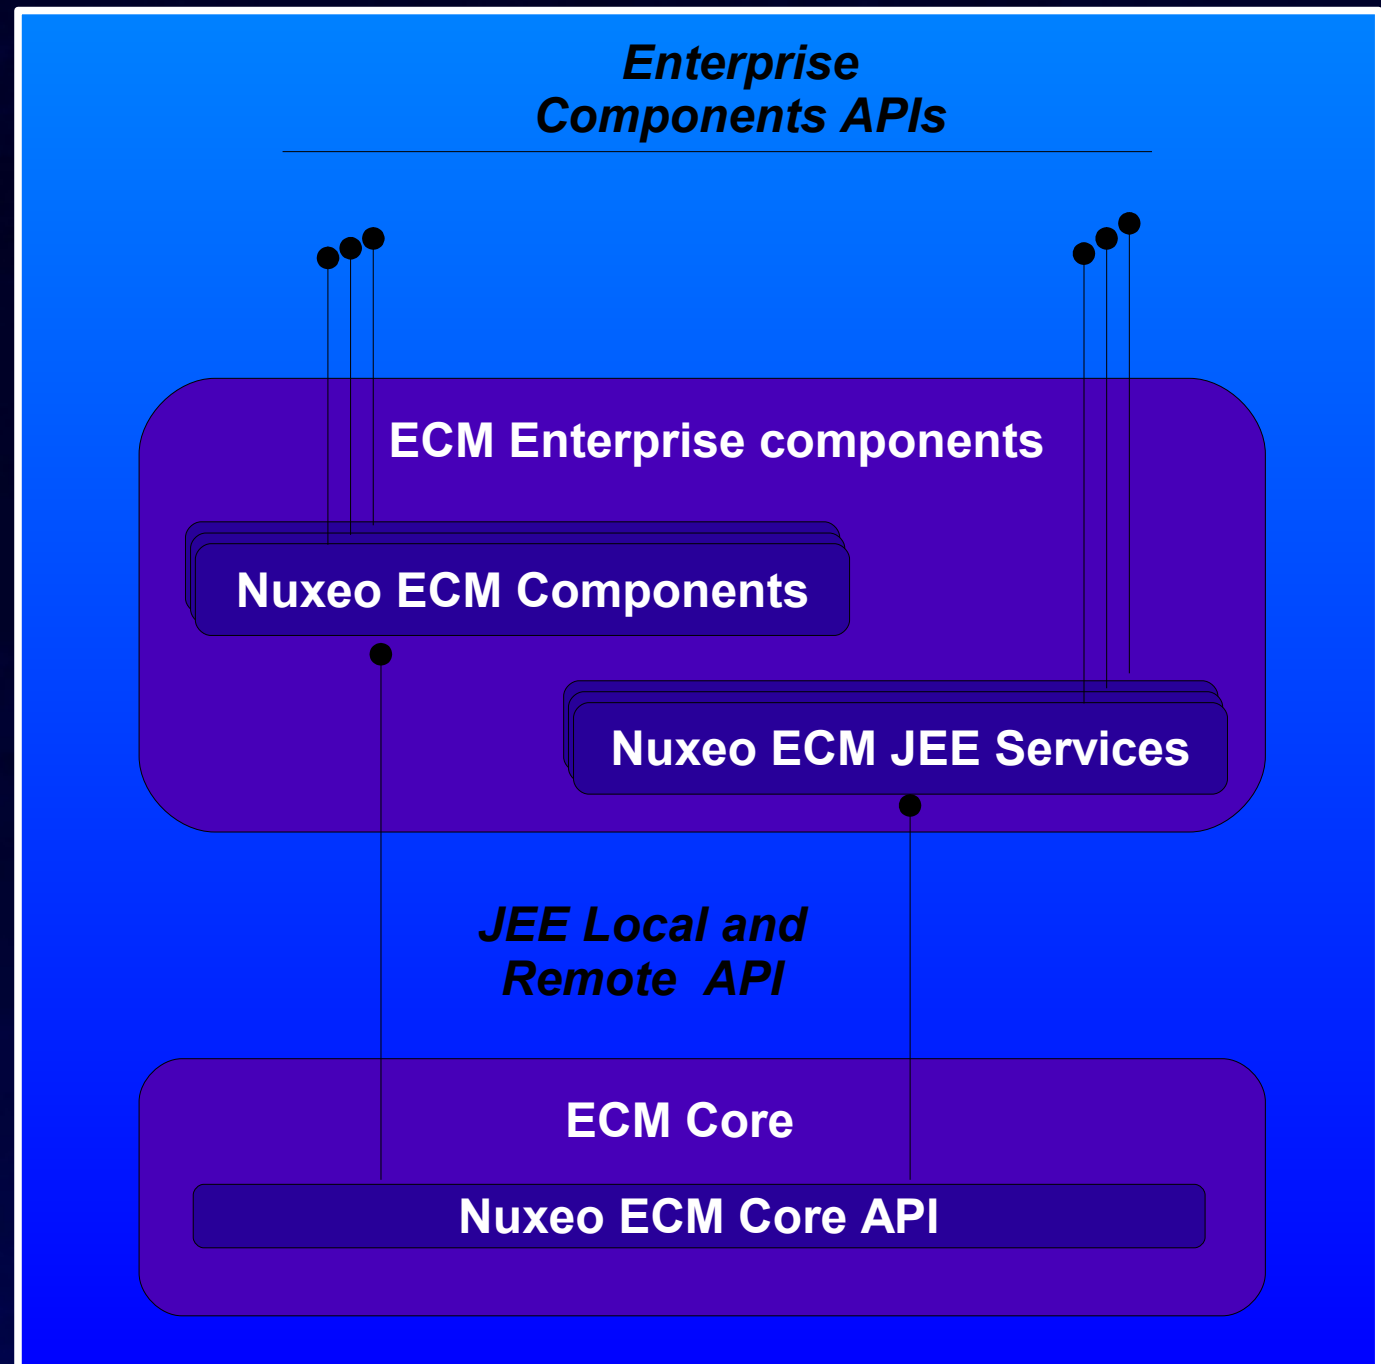 Enterprise
Components APIs
ECM Enterprise components
Nuxeo ECM Components
Nuxeo ECM JEE Services
JEE Local and
Remote  API
ECM Core
Nuxeo ECM Core API